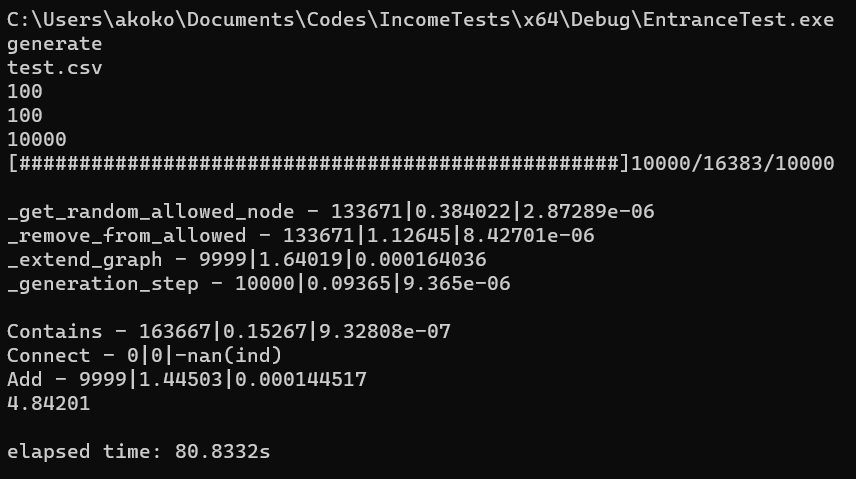 C:\Users\akoko\Documents\Codes\IncomeTests\x64\Debug\EntranceTest.exe
generate
test.csv
100
100
10000
[##################################################]10000/16383/10000
_get_random_allowed_node - 133671|0.384022|2.87289e-06
_remove_from_allowed - 133671|1.12645|8.42701e-06
_extend_graph - 9999|1.64019|0.000164036
_generation_step - 10000|0.09365|9.365e-06
Contains - 163667|0.15267|9.32808e-07
Connect - 0|0|-nan(ind)
Add - 9999|1.44503|0.000144517
4.84201
elapsed time: 80.8332s